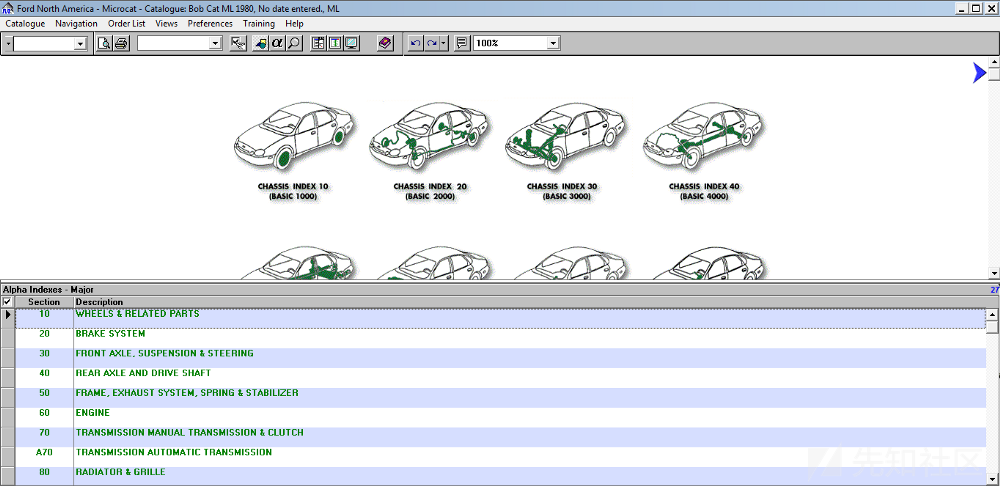 Ford North America - Microcat - Catalogue: Bob Cat ML 1980, No date entered., ML
Catalogue Navigation Order List Views Preferences Training Help
α 100%
CHASSIS INDEX 10 CHASSIS INDEX 20 CHASSIS INDEX 30 CHASSIS INDEX 40
(BASIC 1000) (BASIC 2000) (BASIC 3000) (BASIC 4000)
Alpha Indexes - Major 27
Section Description
10 WHEELS & RELATED PARTS
20 BRAKE SYSTEM
30 FRONT AXLE, SUSPENSION & STEERING
40 REAR AXLE AND DRIVE SHAFT
50 FRAME, EXHAUST SYSTEM, SPRING & STABILIZER
60 ENGINE
70 TRANSMISSION MANUAL TRANSMISSION & CLUTCH
A70 TRANSMISSION AUTOMATIC TRANSMISSION
80 RADIATOR & GRILLE
先知社区